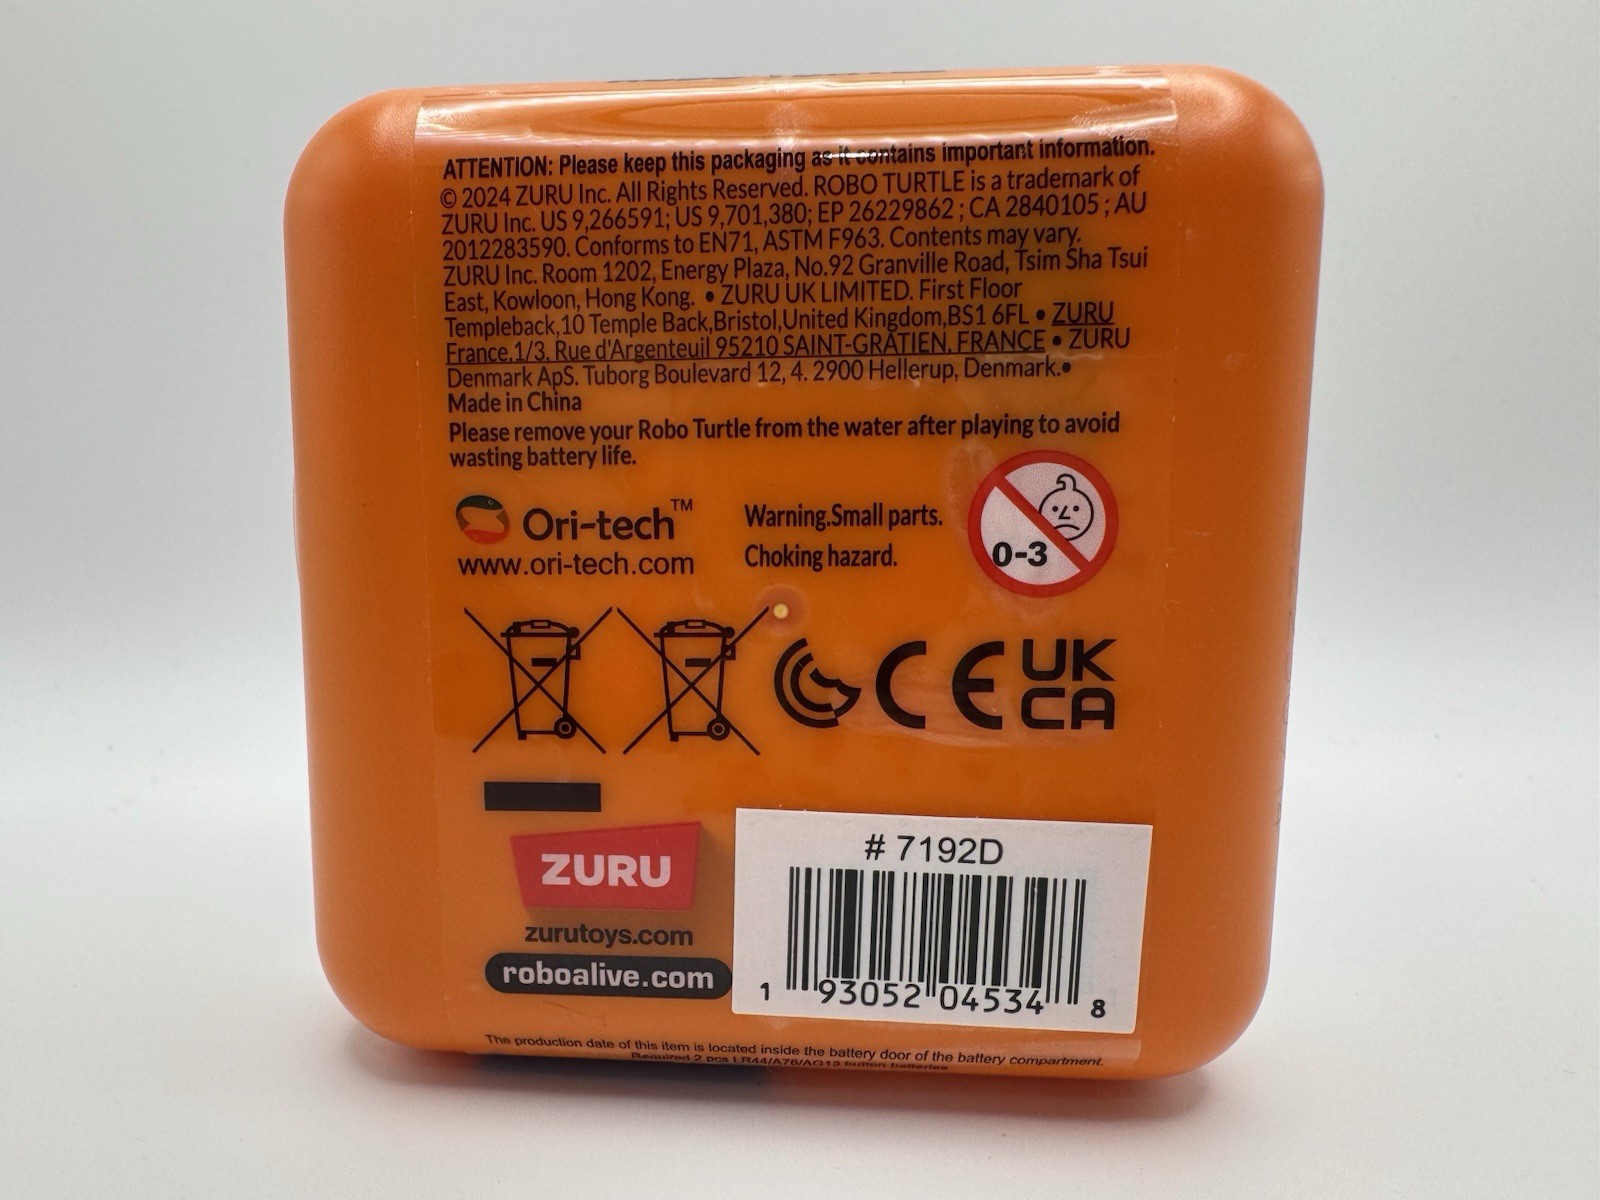 ATTENTION: Please keep this packaging as it contains important information.
© 2024 ZURU Inc. All Rights Reserved. ROBO TURTLE is a trademark of
ZURU Inc. US 9,266591; US 9,701,380; EP 26229862 ; CA 2840105 ; AU
2012283590. Conforms to EN71, ASTM F963. Contents may vary.
ZURU Inc. Room 1202, Energy Plaza, No.92 Granville Road, Tsim Sha Tsui
East, Kowloon, Hong Kong. • ZURU UK LIMITED. First Floor
Templeback,10 Temple Back,Bristol,United Kingdom,BS1 6FL • ZURU
France.1/3, Rue d'Argenteuil 95210 SAINT-GRATIEN, FRANCE • ZURU
Denmark ApS. Tuborg Boulevard 12, 4. 2900 Hellerup, Denmark.•
Made in China
Please remove your Robo Turtle from the water after playing to avoid
wasting battery life.
Ori-tech™
www.ori-tech.com
Warning.Small parts.
Choking hazard.
0-3
CE
UK
CA
ZURU
zurutoys.com
roboalive.com
# 7192D
1 93052 04534 8
The production date of this item is located inside the battery door of the battery compartment.
Required 2 pcs LR44/A76/AG13 button batteries